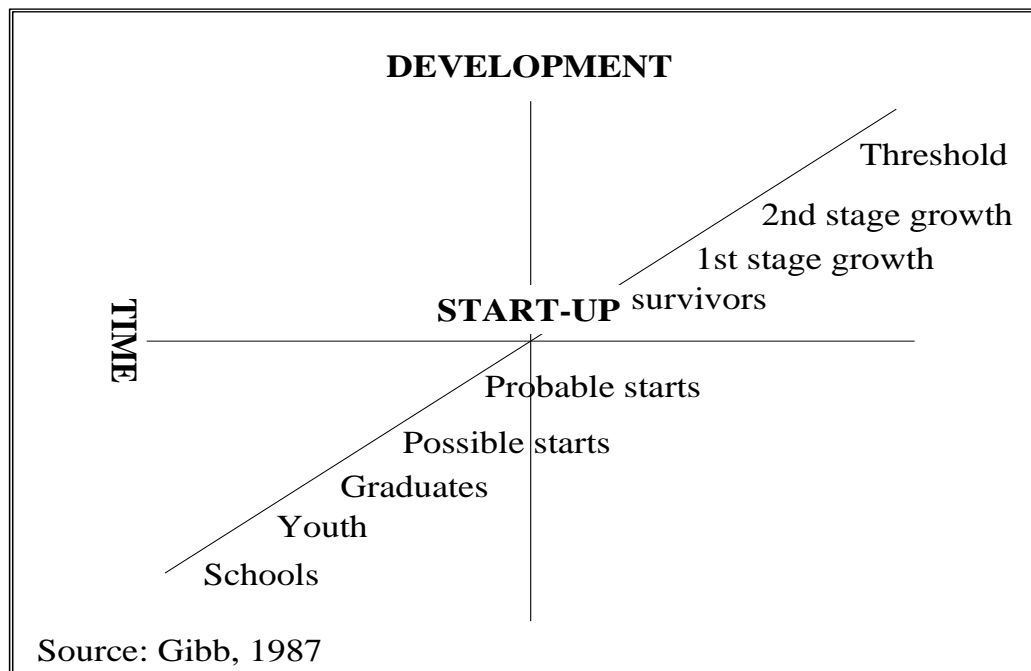 DEVELOPMENT
Threshold
2nd stage growth
1st stage growth
START-UP survivors
TIME
Probable starts
Possible starts
Graduates
Youth
Schools
Source: Gibb, 1987